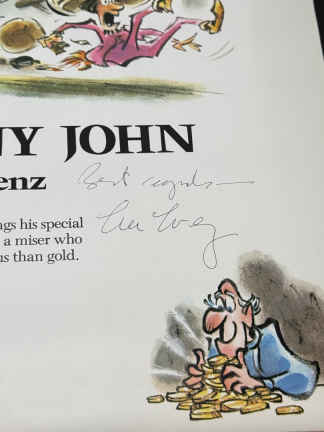 NY JOHN
enz
Best regards
ngs his special
a miser who
us than gold.